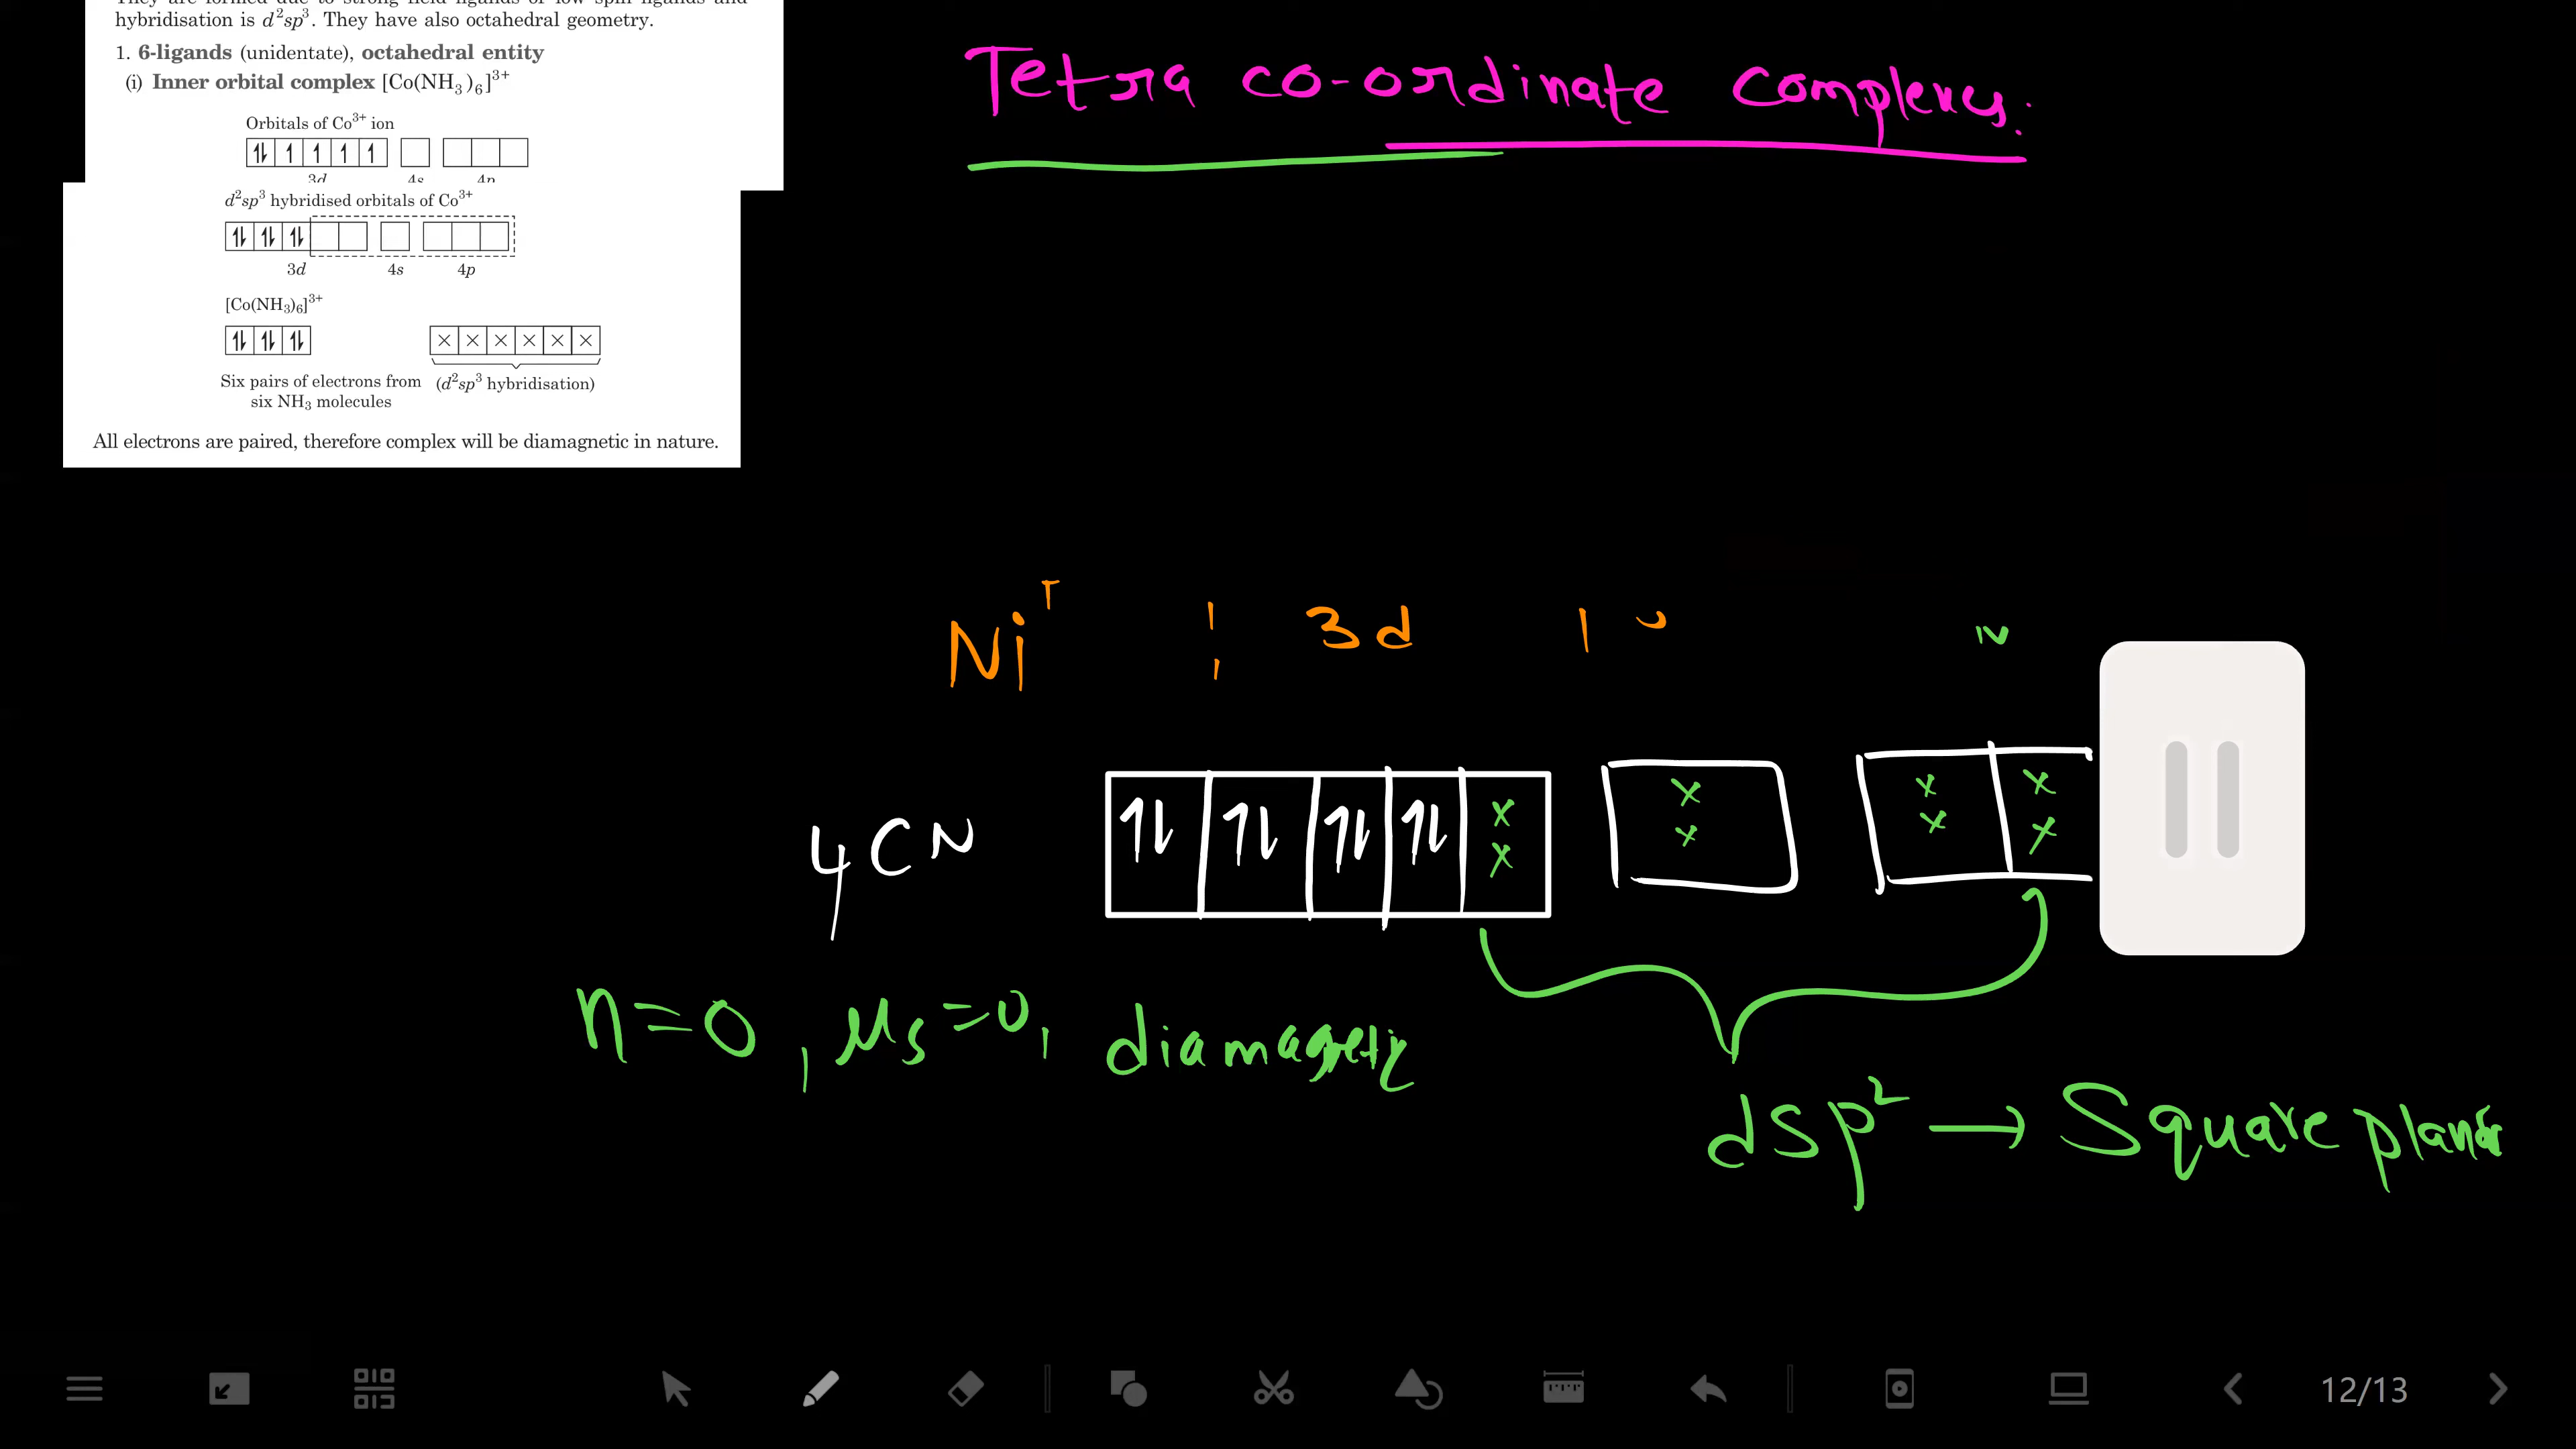 hybridisation is d²sp³. They have also octahedral geometry.
1. 6-ligands (unidentate), octahedral entity
(i) Inner orbital complex [Co(NH₃)₆]³⁺
Orbitals of Co³⁺ ion
d²sp³ hybridised orbitals of Co³⁺
3d 4s 4p
[Co(NH₃)₆]³⁺
× × × × × ×
Six pairs of electrons from
six NH₃ molecules
(d²sp³ hybridisation)
All electrons are paired, therefore complex will be diamagnetic in nature.
Tetra co-ordinate complexes.
Ni : 3d
4CN
n=0, μs=0, diamagnetic
dsp² → Square planar
12/13